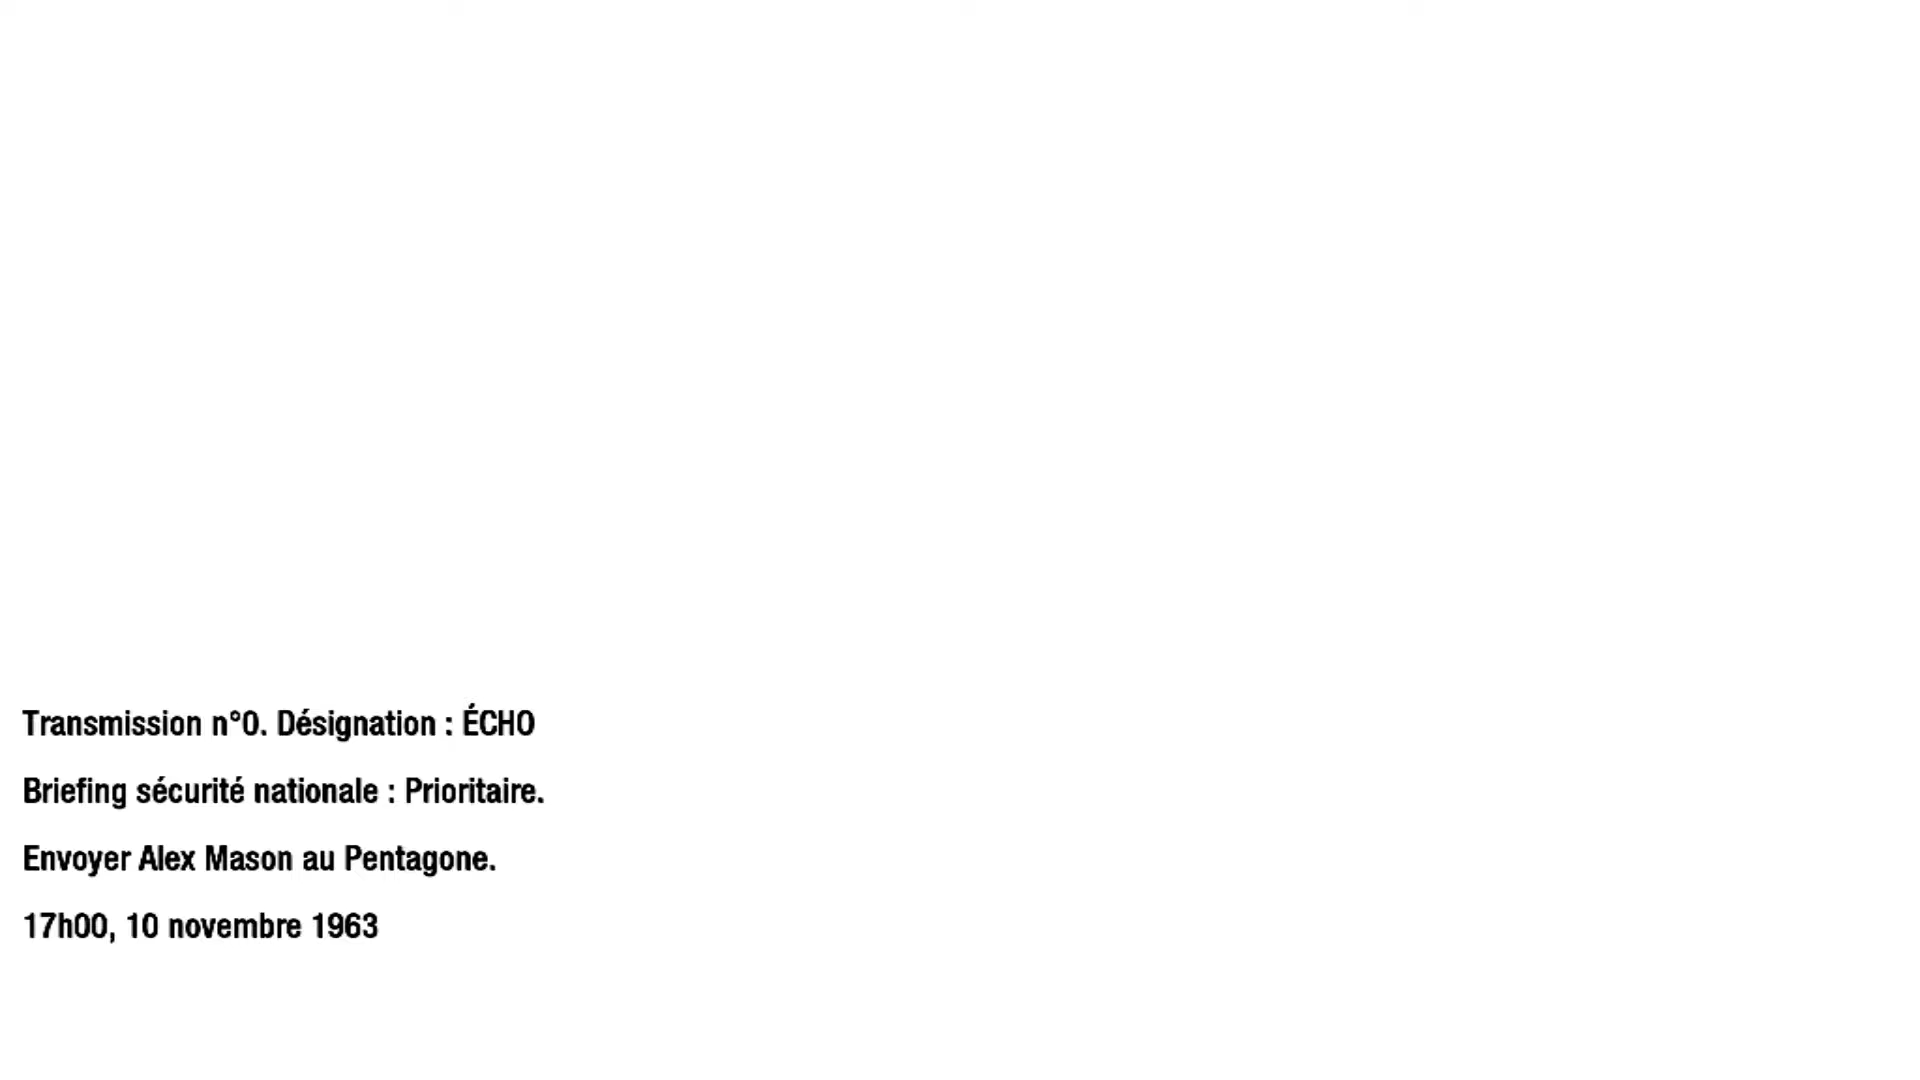 Transmission n°0. Désignation : ÉCHO
Briefing sécurité nationale : Prioritaire.
Envoyer Alex Mason au Pentagone.
17h00, 10 novembre 1963